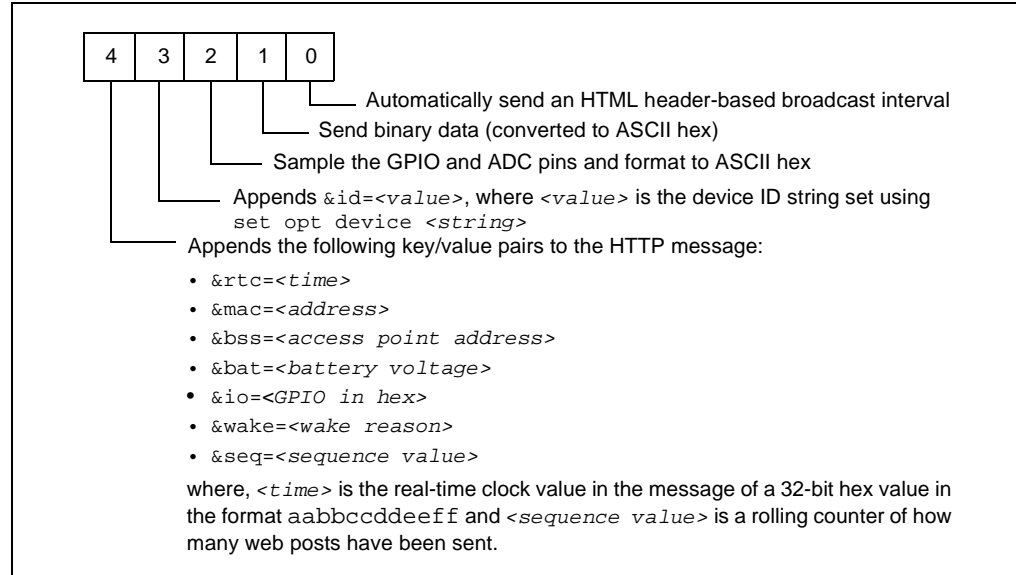 4 3 2 1 0
Automatically send an HTML header-based broadcast interval
Send binary data (converted to ASCII hex)
Sample the GPIO and ADC pins and format to ASCII hex
Appends &id=<value>, where <value> is the device ID string set using
set opt device <string>
Appends the following key/value pairs to the HTTP message:
• &rtc=<time>
• &mac=<address>
• &bss=<access point address>
• &bat=<battery voltage>
• &io=<GPIO in hex>
• &wake=<wake reason>
• &seq=<sequence value>
where, <time> is the real-time clock value in the message of a 32-bit hex value in
the format aabbccddeeff and <sequence value> is a rolling counter of how
many web posts have been sent.